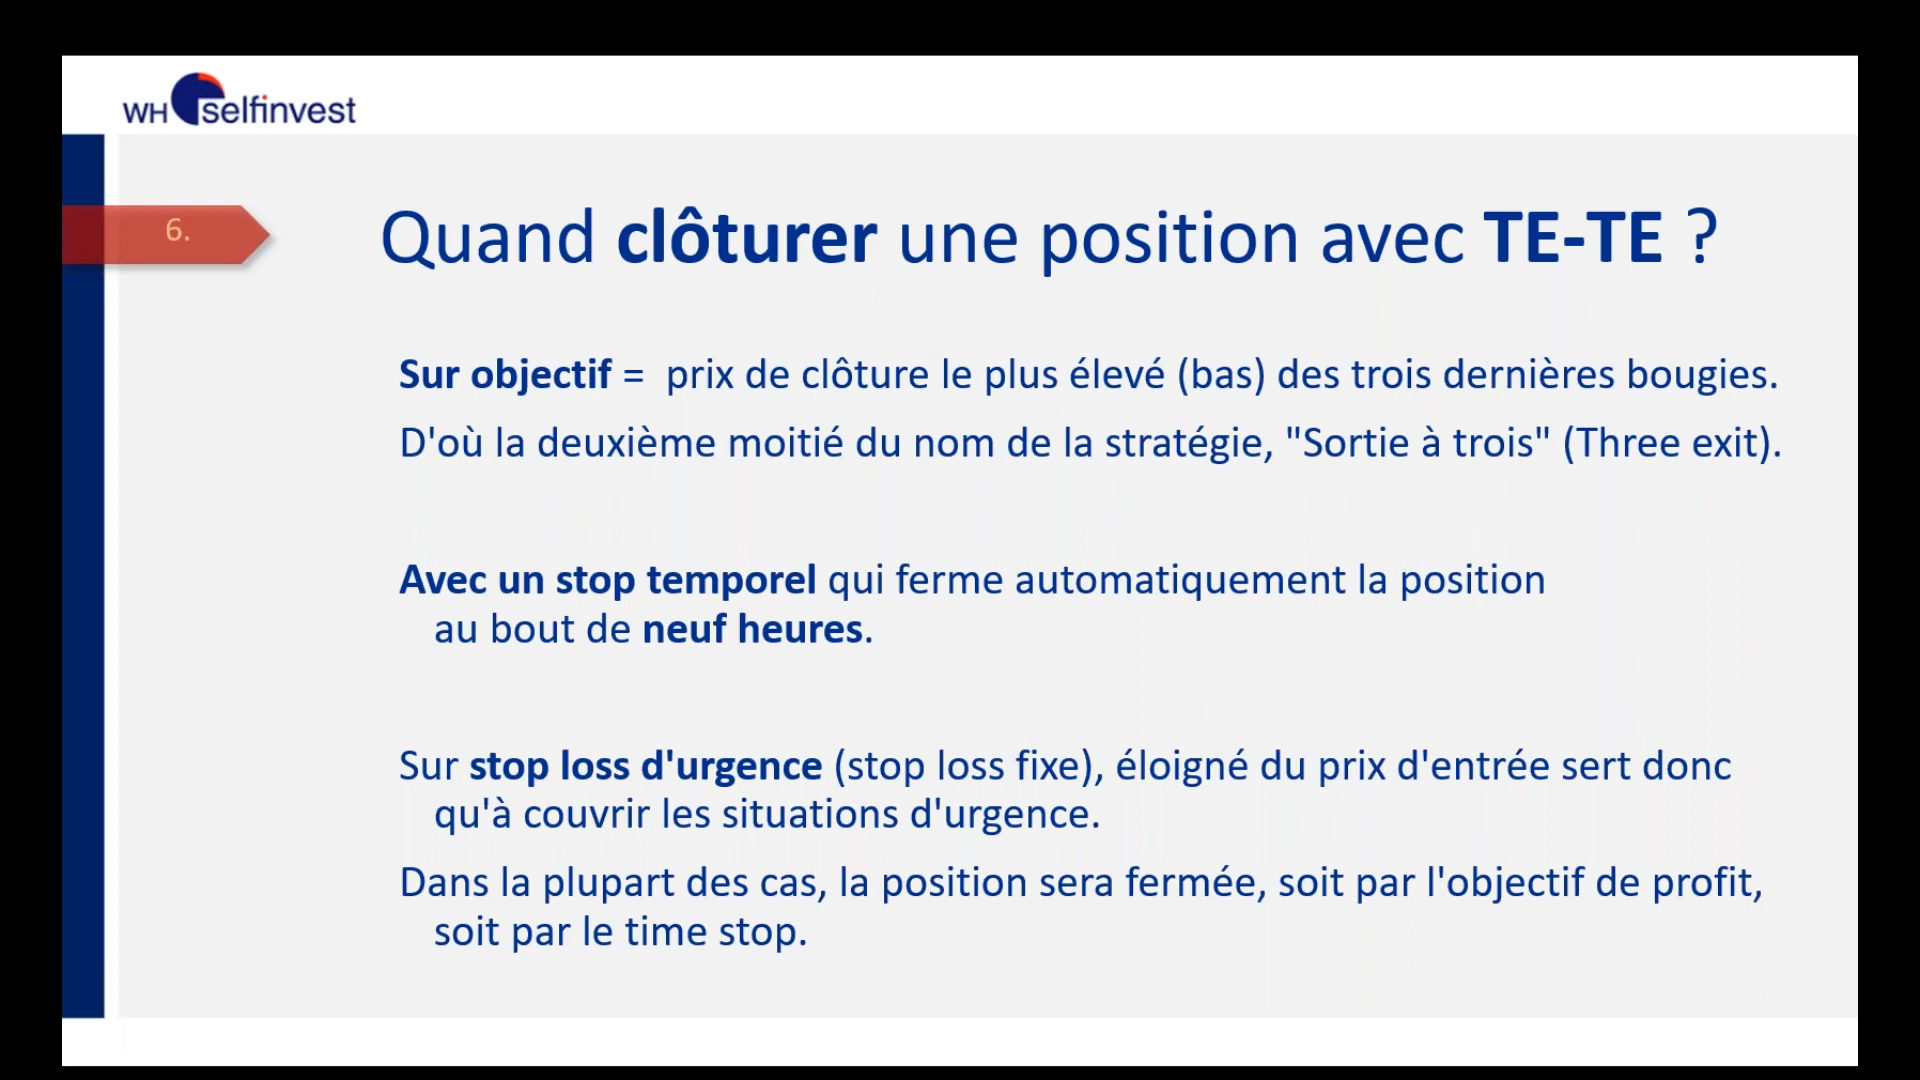 WH selfinvest
6.
Quand clôturer une position avec TE-TE ?
Sur objectif = prix de clôture le plus élevé (bas) des trois dernières bougies.
D'où la deuxième moitié du nom de la stratégie, "Sortie à trois" (Three exit).
Avec un stop temporel qui ferme automatiquement la position
au bout de neuf heures.
Sur stop loss d'urgence (stop loss fixe), éloigné du prix d'entrée sert donc
qu'à couvrir les situations d'urgence.
Dans la plupart des cas, la position sera fermée, soit par l'objectif de profit,
soit par le time stop.